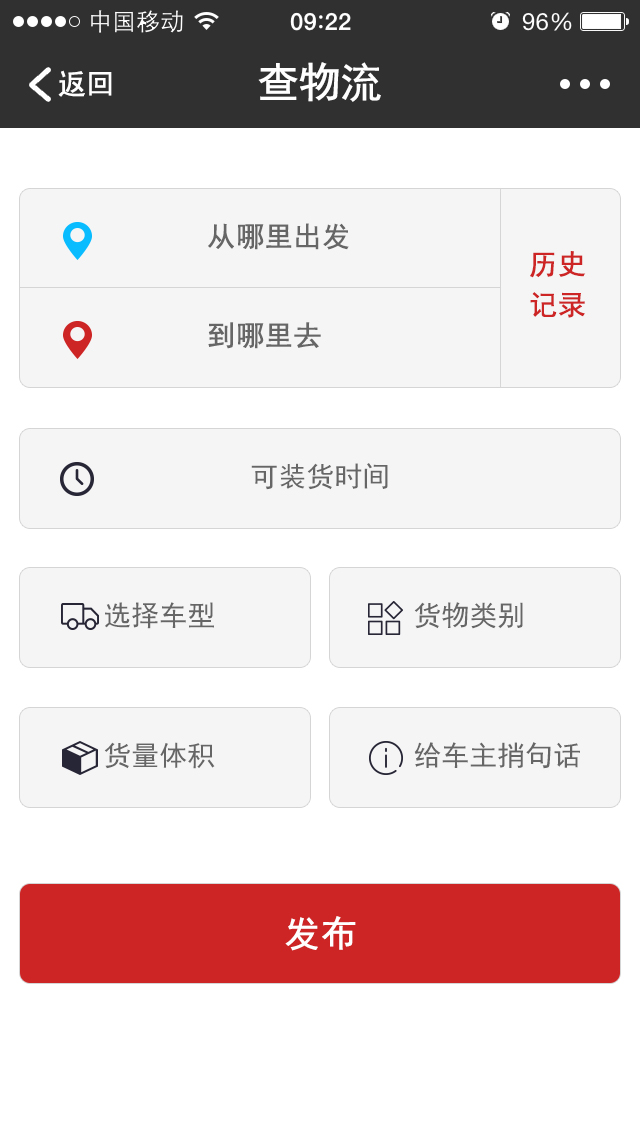 中国移动 09:22 96%
返回 查物流
从哪里出发
到哪里去
历史
记录
可装货时间
选择车型 货物类别
货量体积 给车主捎句话
发布